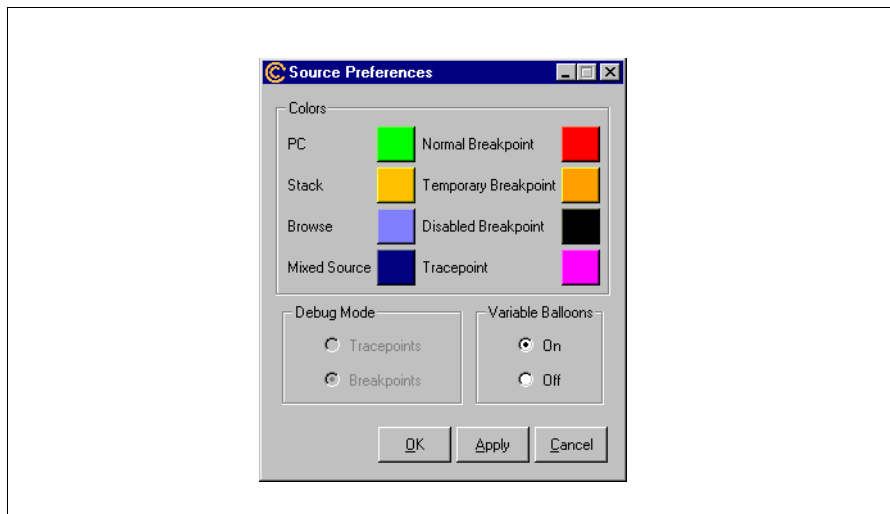 Source Preferences
Colors
PC
Normal Breakpoint
Stack
Temporary Breakpoint
Browse
Disabled Breakpoint
Mixed Source
Tracepoint
Debug Mode
Tracepoints
Breakpoints
Variable Balloons
On
Off
OK
Apply
Cancel